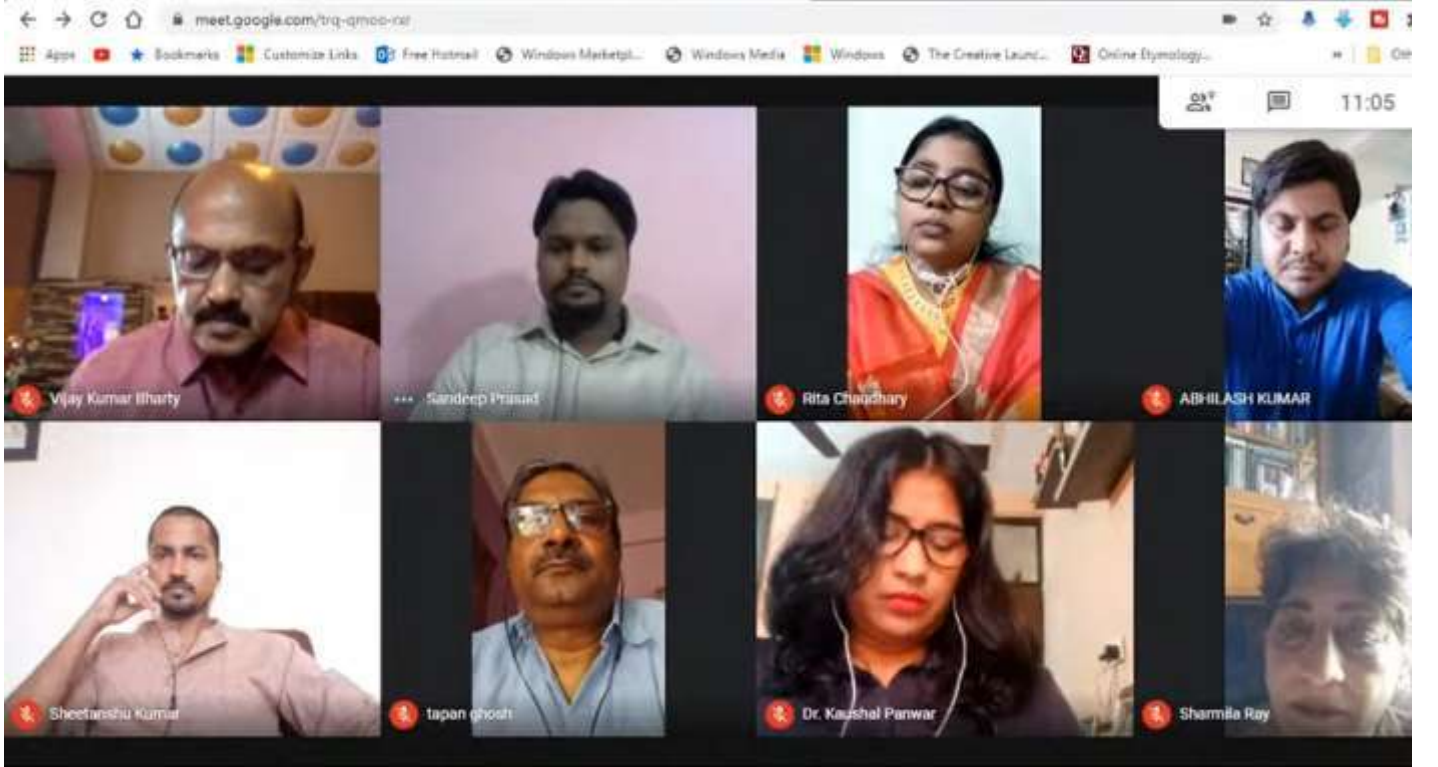 meet.google.com/trq-qmoo-rxr
Apps Bookmarks Customize Links Free Hotmail Windows Marketpl... Windows Media Windows The Creative Launc... Online Etymology...
11:05
Vijay Kumar Bharty
Sandeep Prasad
Rita Chaudhary
ABHILASH KUMAR
Sheetanshu Kumar
tapan ghosh
Dr. Kaushal Panwar
Sharmila Ray